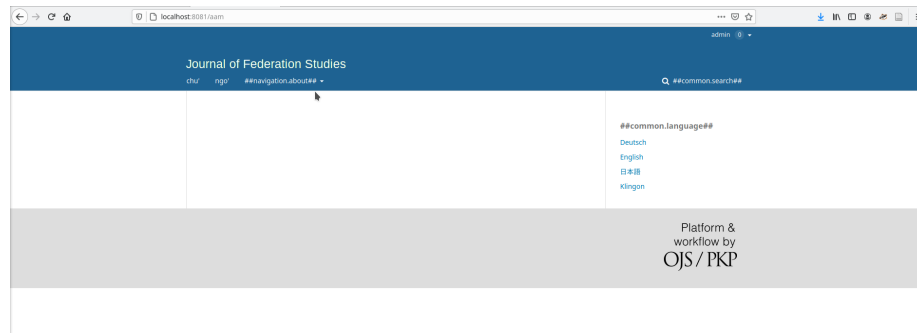 localhost:8081/aam
admin 0
Journal of Federation Studies
chu' ngo' ##navigation.about##
##common.search##
##common.language##
Deutsch
English
日本語
Klingon
Platform &
workflow by
OJS / PKP